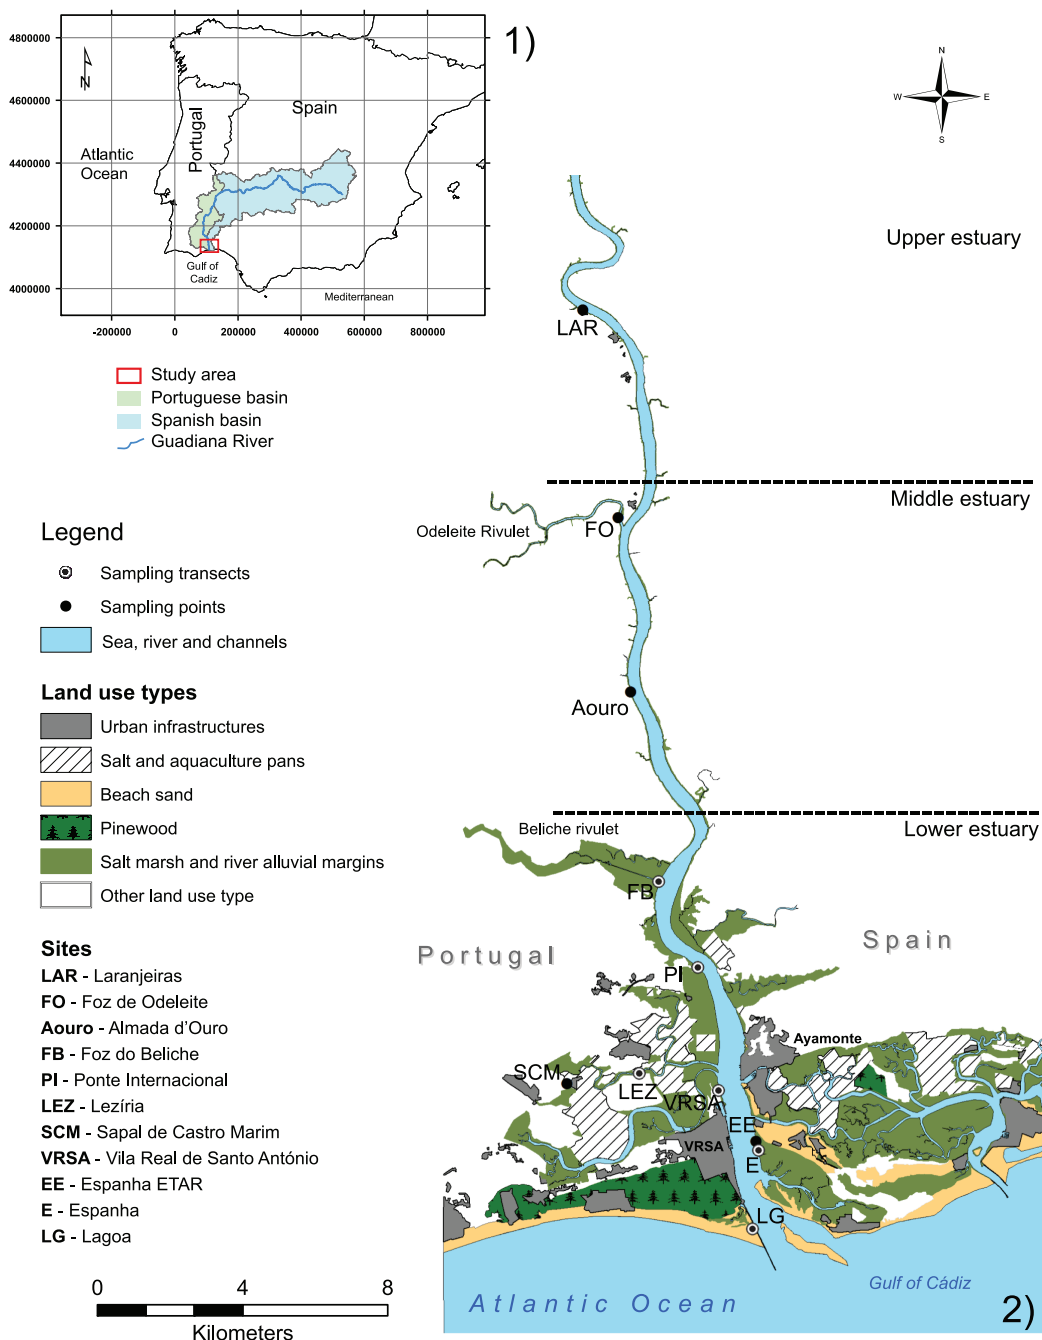 1)
4800000
4600000
4400000
4200000
4000000
-200000
0
200000
400000
600000
800000
N
Spain
Portugal
Atlantic
Ocean
Gulf of
Cadiz
Mediterranean
Study area
Portuguese basin
Spanish basin
Guadiana River
N
W
E
S
Upper estuary
LAR
Middle estuary
Odeleite Rivulet
FO
Aouro
Lower estuary
Beliche rivulet
FB
Portugal
Spain
PI
Ayamonte
SCM
LEZ
VRSA
EE
VRSA
E
LG
Gulf of Cádiz
Atlantic Ocean
2)
Legend
Sampling transects
Sampling points
Sea, river and channels
Land use types
Urban infrastructures
Salt and aquaculture pans
Beach sand
Pinewood
Salt marsh and river alluvial margins
Other land use type
Sites
LAR - Laranjeiras
FO - Foz de Odeleite
Aouro - Almada d'Ouro
FB - Foz do Beliche
PI - Ponte Internacional
LEZ - Lezíria
SCM - Sapal de Castro Marim
VRSA - Vila Real de Santo António
EE - Espanha ETAR
E - Espanha
LG - Lagoa
0
4
8
Kilometers